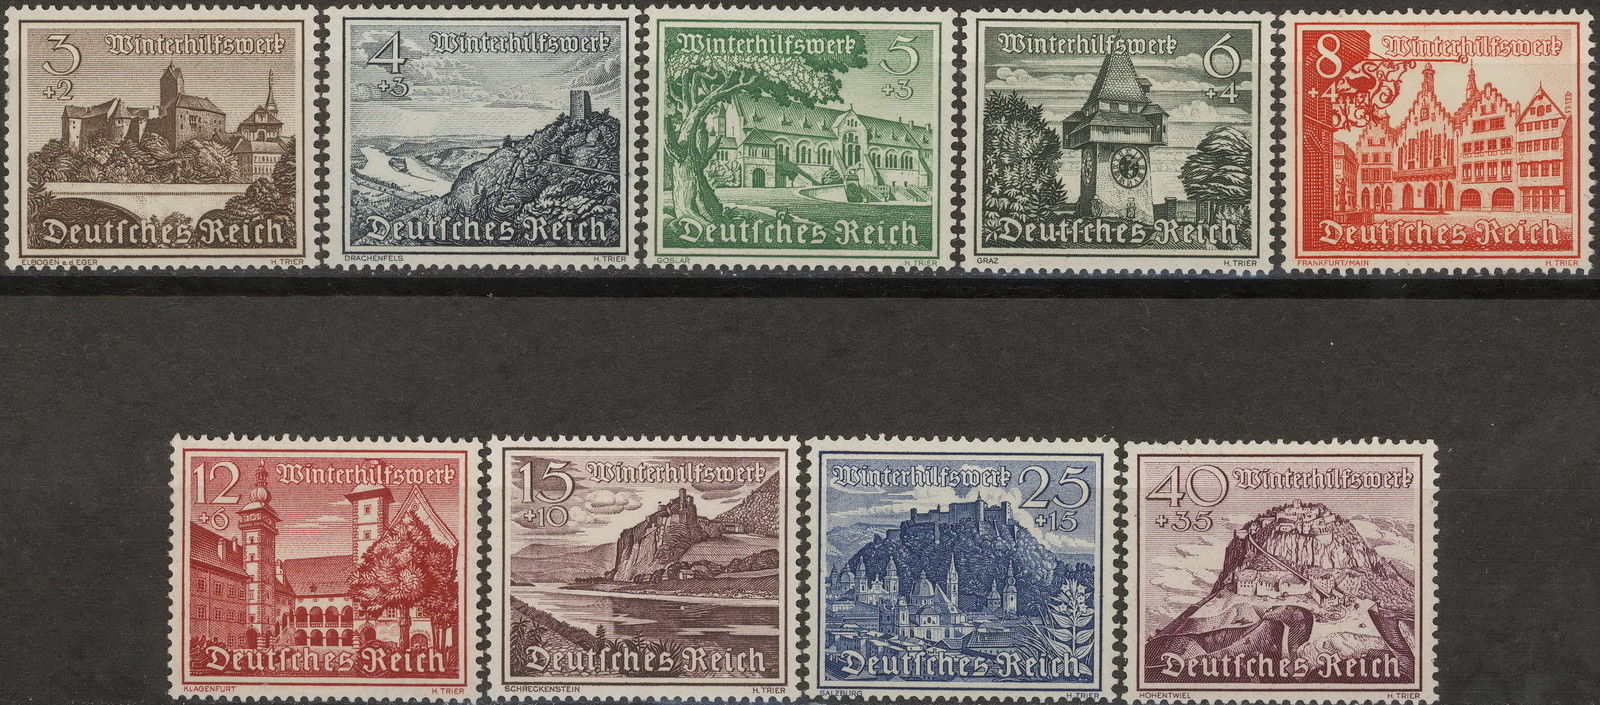 3 Winterhilfswerk
+2
Deutsches Reich
ELBOGEN a.d. EGER H. TRIER
4 Winterhilfswerk
+3
Deutsches Reich
DRACHENFELS H. TRIER
Winterhilfswerk 5
+3
Deutsches Reich
GOSLAR H. TRIER
Winterhilfswerk 6
+4
Deutsches Reich
GRAZ H. TRIER
8 Winterhilfswerk
+4
Deutsches Reich
FRANKFURT/MAIN H. TRIER
12 Winterhilfswerk
+6
Deutsches Reich
KLAGENFURT H. TRIER
15 Winterhilfswerk
+10
Deutsches Reich
SCHRECKENSTEIN H. TRIER
Winterhilfswerk 25
+15
Deutsches Reich
SALZBURG H. TRIER
40 Winterhilfswerk
+35
Deutsches Reich
HOHENTWIEL H. TRIER